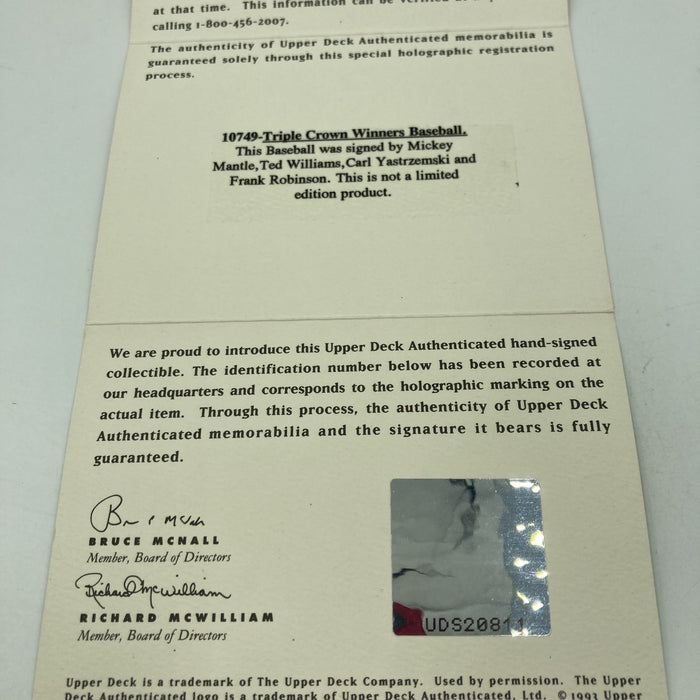 at that time. This information can be
calling 1-800-456-2007.
The authenticity of Upper Deck Authenticated memorabilia is
guaranteed solely through this special holographic registration
process.
10749-Triple Crown Winners Baseball.
This Baseball was signed by Mickey
Mantle,Ted Williams,Carl Yastrzemski and
Frank Robinson. This is not a limited
edition product.
We are proud to introduce this Upper Deck Authenticated hand-signed
collectible. The identification number below has been recorded at
our headquarters and corresponds to the holographic marking on the
actual item. Through this process, the authenticity of Upper Deck
Authenticated memorabilia and the signature it bears is fully
guaranteed.
BRUCE MCNALL
Member, Board of Directors
Richard McWilliam
RICHARD MCWILLIAM
Member, Board of Directors
UDS20811
Upper Deck is a trademark of The Upper Deck Company. Used by permission. The Upper
Deck Authenticated logo is a trademark of Upper Deck Authenticated, Ltd. © 1993 Upper